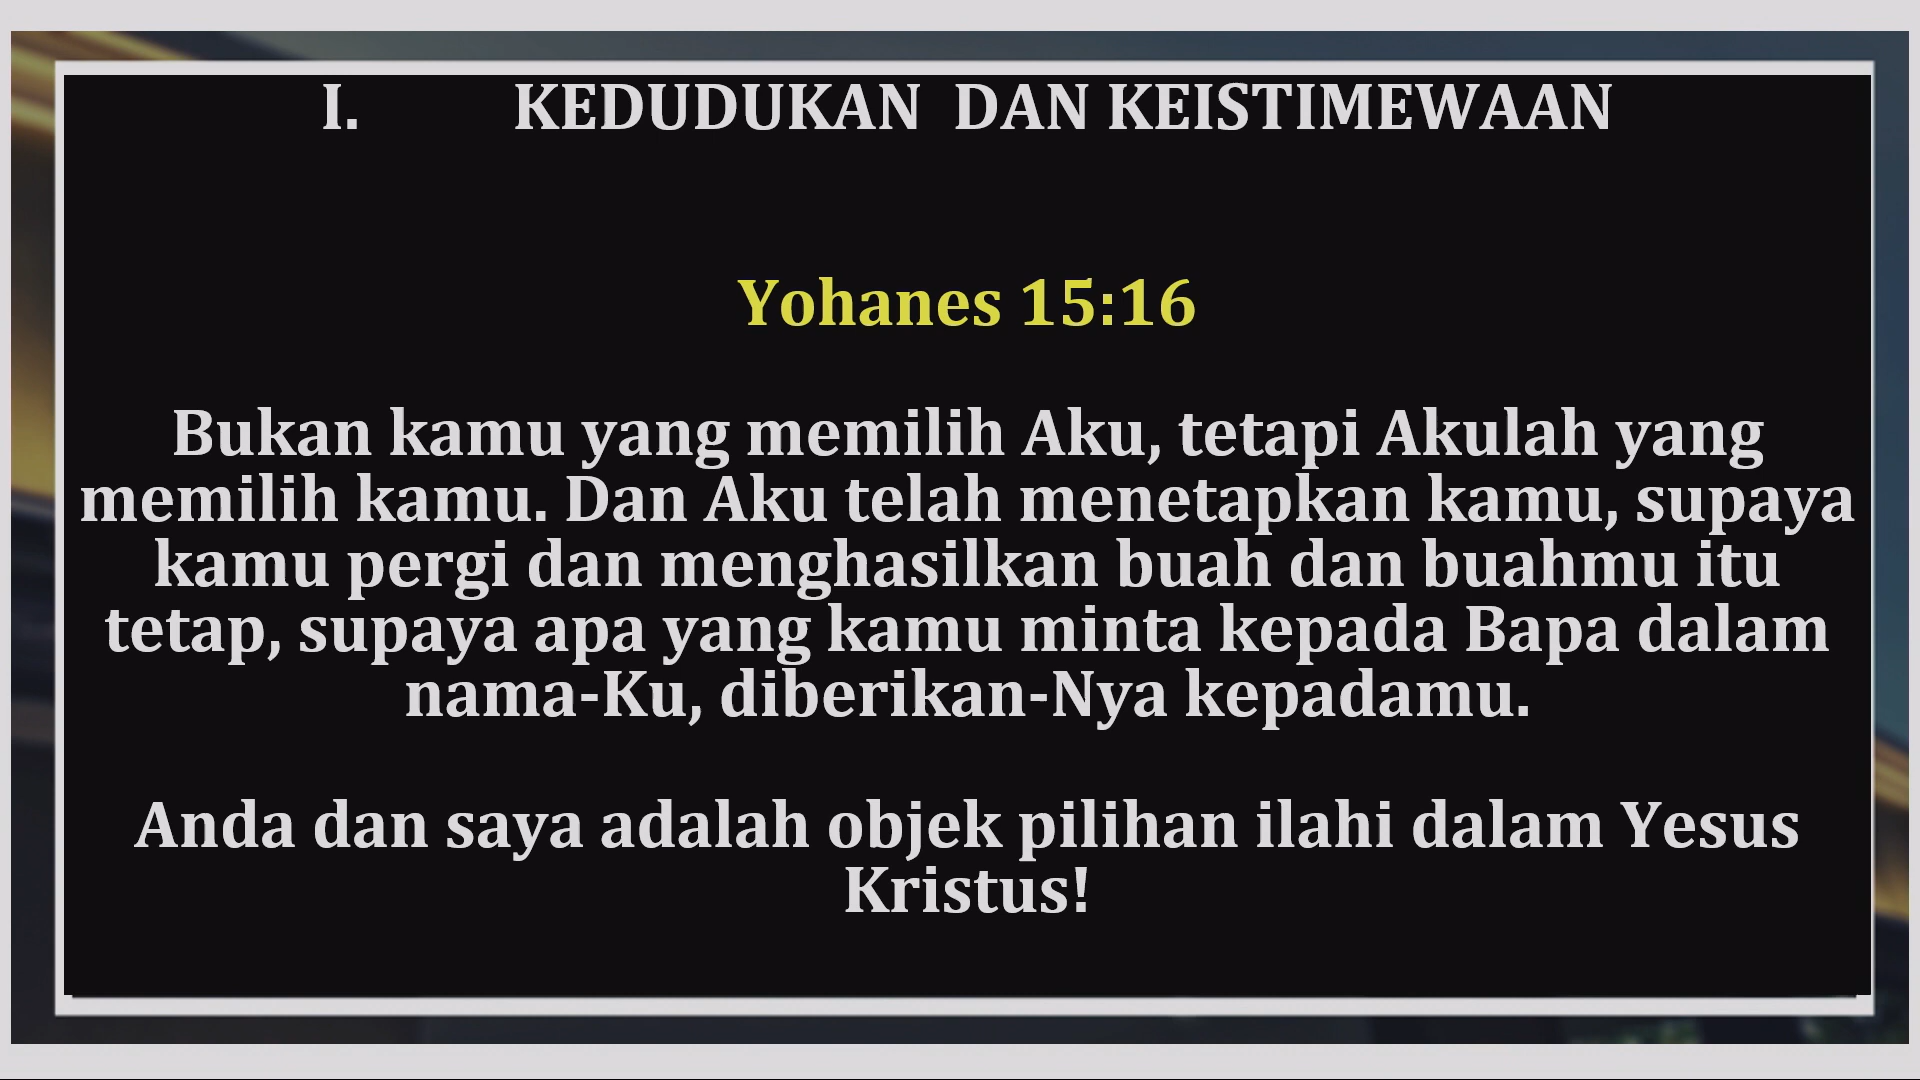 I. KEDUDUKAN DAN KEISTIMEWAAN
Yohanes 15:16
Bukan kamu yang memilih Aku, tetapi Akulah yang
memilih kamu. Dan Aku telah menetapkan kamu, supaya
kamu pergi dan menghasilkan buah dan buahmu itu
tetap, supaya apa yang kamu minta kepada Bapa dalam
nama-Ku, diberikan-Nya kepadamu.
Anda dan saya adalah objek pilihan ilahi dalam Yesus
Kristus!